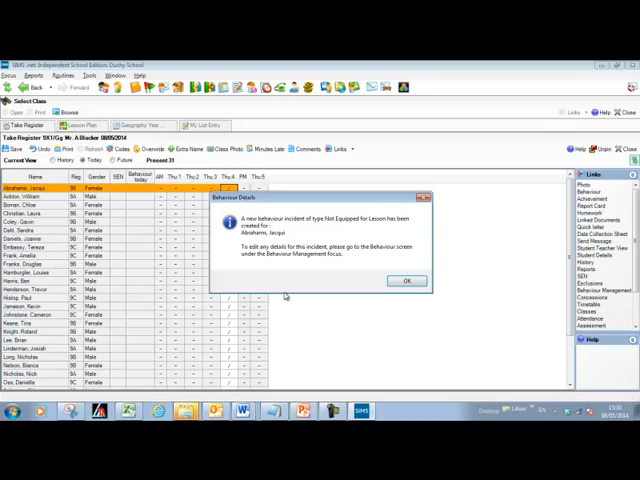 SIMS .net: Independent School Edition: Duchy School
Focus Reports Routines Tools Window Help
Back Forward
Select Class
Open Print Browse Links Help Close
Take Register Lesson Plan Geography Year ... My List Entry
Take Register 9X1/Gg Mr. A Blacker 08/05/2014
Save Print Refresh Codes Overwrite Extra Name Class Photo Minutes Late Comments Links Help Unpin Close
Current View History Today Future Present 31
Name Reg Gender SEN Behaviour today AM Thu:1 Thu:2 Thu:3 Thu:4 PM Thu:5
Abrahams, Jacqui 9B Female
Ackton, William 9A Male
Boman, Chloe 9B Female
Christian, Laura 9B Female
Coley, Gavin 9B Male
Dahl, Sandra 9B Female
Daniels, Joanne 9B Female
Embassy, Tereza 9C Female
Frank, Amelia 9C Female
Franks, Douglas 9C Male
Hamburger, Louise 9A Female
Harris, Ben 9C Male
Henderson, Trevor 9A Male
Hislop, Paul 9C Male
Jameson, Kevin 9B Male
Johnstone, Cameron 9C Male
Keane, Tina 9B Female
Knight, Roland 9B Male
Lee, Brian 9B Male
Linderman, Josiah 9A Male
Long, Nicholas 9B Male
Nelson, Bianca 9B Female
Nicholas, Nick 9A Male
Oss, Danielle 9C Female
Behaviour Details
A new behaviour incident of type Not Equipped for Lesson has been
created for :
Abrahams, Jacqui
To edit any details for this incident, please go to the Behaviour screen
under the Behaviour Management focus.
OK
Links
Photo
Behaviour
Achievement
Report Card
Homework
Communication
Quick letter
Data Collection Sheet
Send Message
Student Teacher View
Student Details
History
Reports
SEN
Exclusions
Behaviour Management
Concessions
Timetable
Classes
Attendance
Assessment
Help
Desktop EN
13:30
08/05/2014